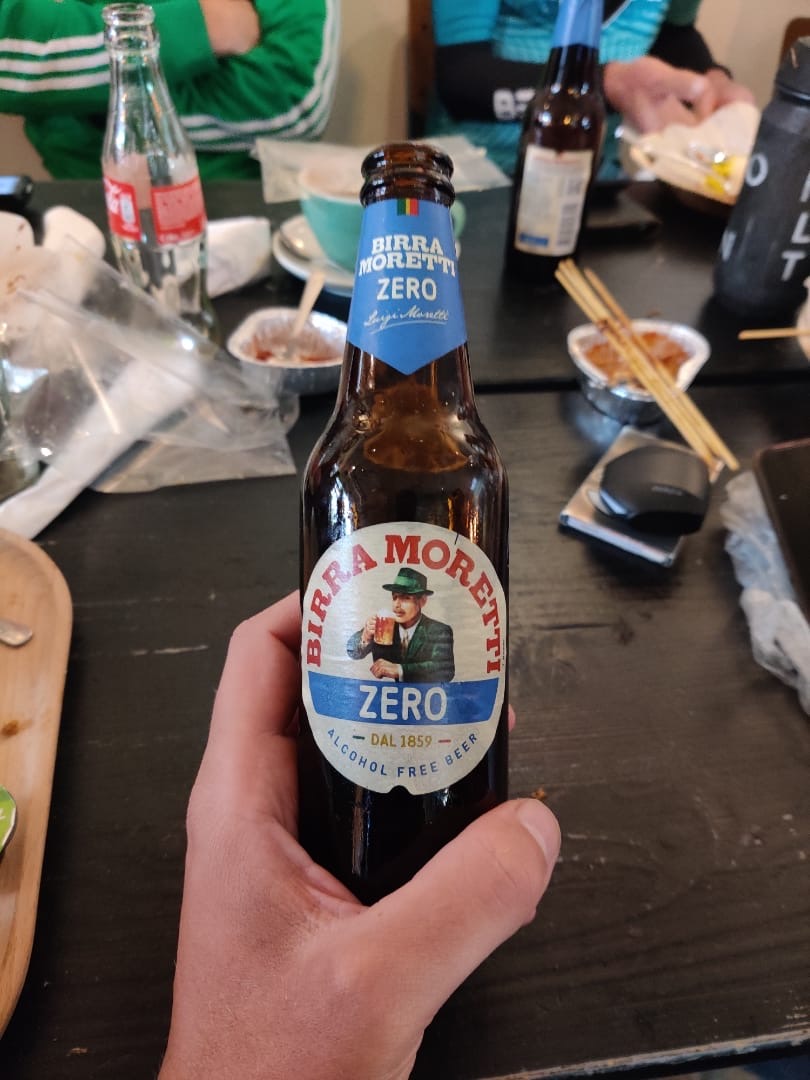 BIRRA
MORETTI
ZERO
Luigi Moretti
BIRRA MORETTI
ZERO
DAL 1859
ALCOHOL FREE BEER